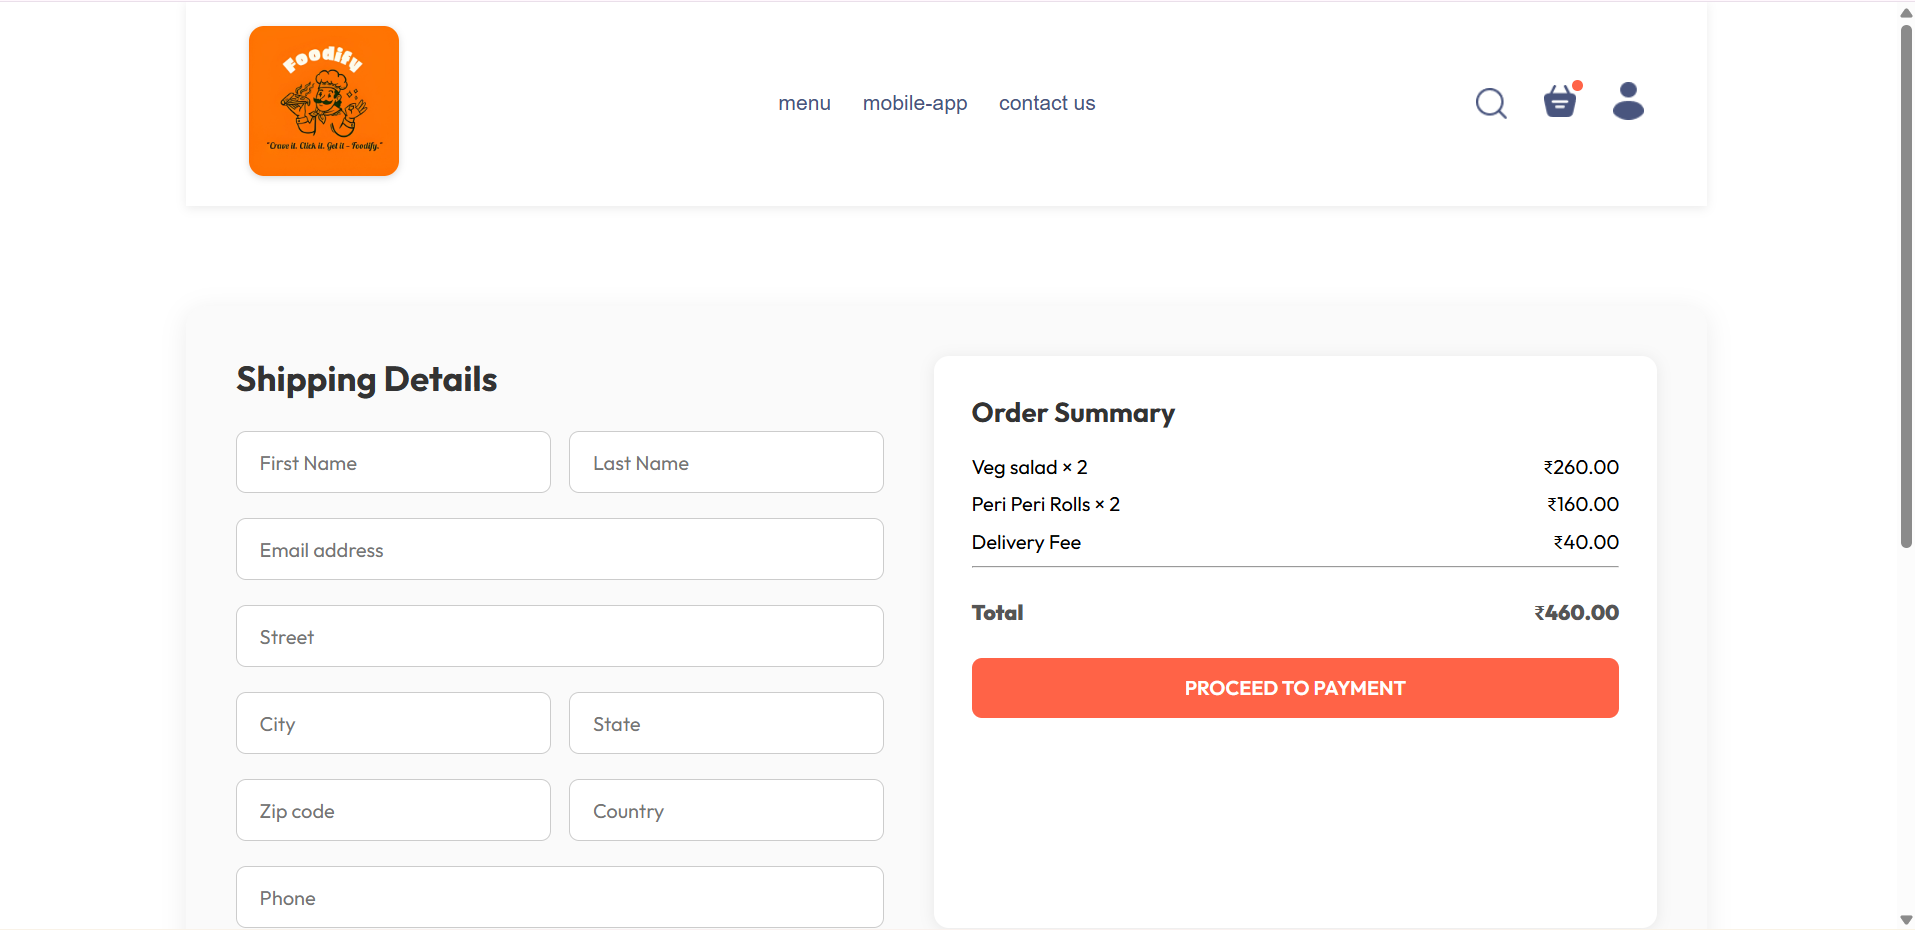 Foodify
"Crave it. Click it. Get it – Foodify."
menu mobile-app contact us
Shipping Details
First Name Last Name
Email address
Street
City State
Zip code Country
Phone
Order Summary
Veg salad × 2 ₹260.00
Peri Peri Rolls × 2 ₹160.00
Delivery Fee ₹40.00
Total ₹460.00
PROCEED TO PAYMENT